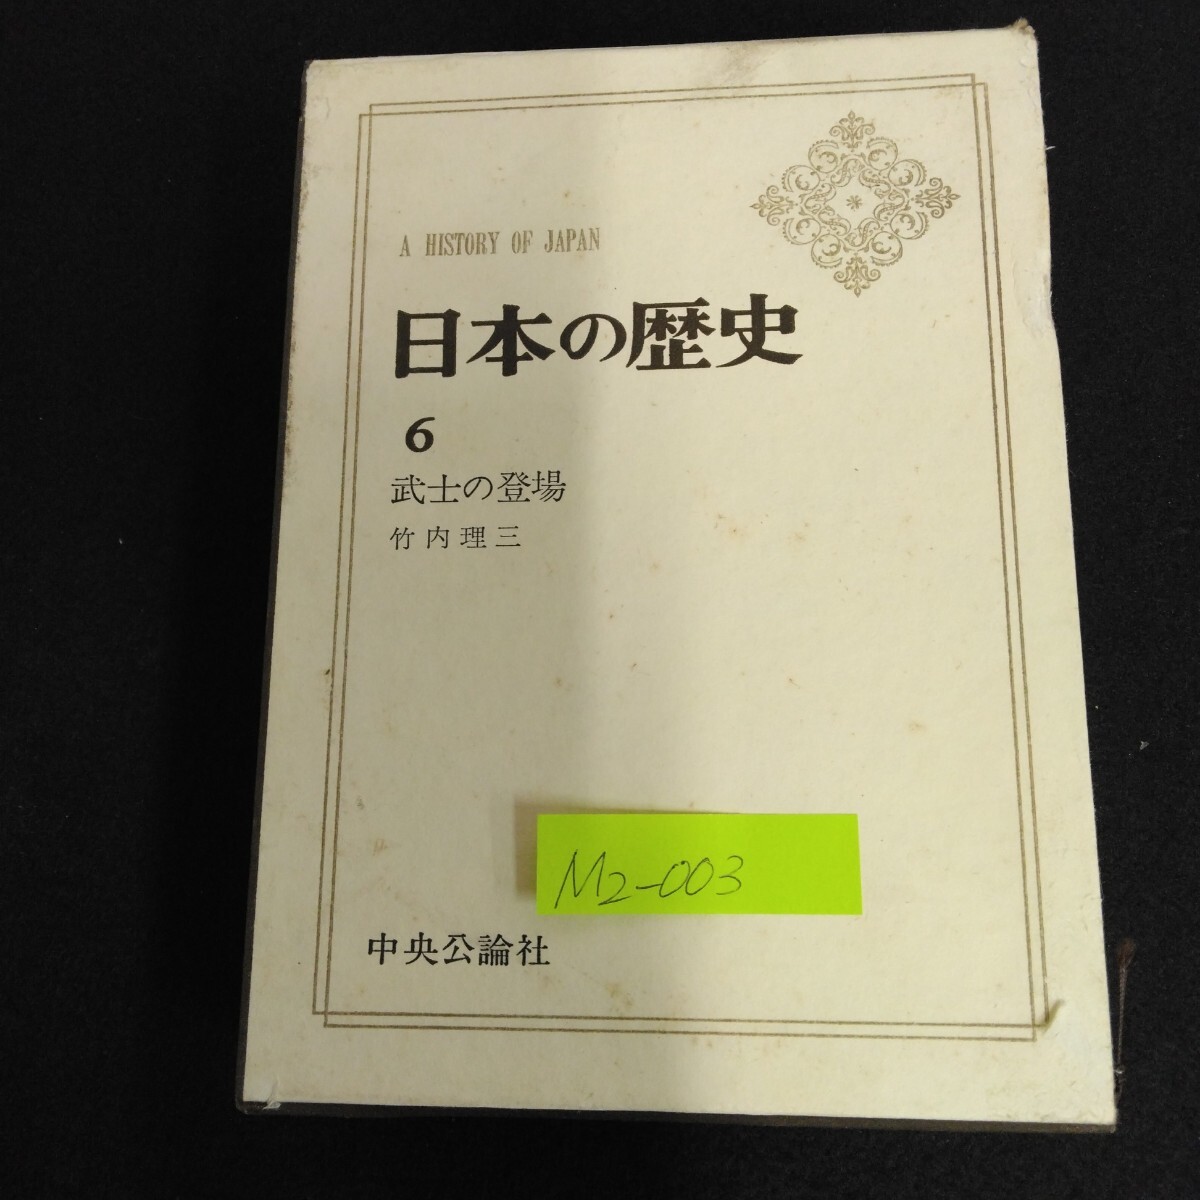 A HISTORY OF JAPAN
日本の歴史
6
武士の登場
竹内理三
M2-003
中央公論社